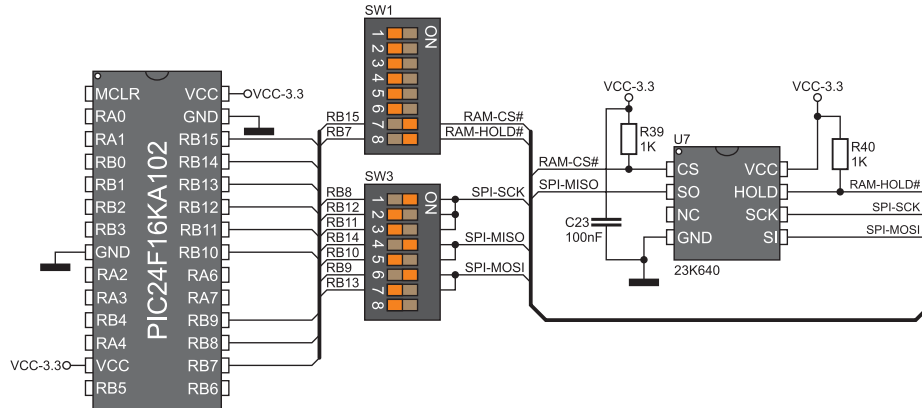 SW1
ON
1
2
3
4
5
6
7
8
RB15 RAM-CS#
RB7 RAM-HOLD#
SW3
ON
1
2
3
4
5
6
7
8
RB8 SPI-SCK
RB12
RB11
RB14 SPI-MISO
RB10
RB9 SPI-MOSI
RB13
PIC24F16KA102
MCLR VCC VCC-3.3
RA0 GND
RA1 RB15
RB0 RB14
RB1 RB13
RB2 RB12
RB3 RB11
GND RB10
RA2 RA6
RA3 RA7
RB4 RB9
RA4 RB8
VCC-3.3 VCC RB7
RB5 RB6
VCC-3.3 VCC-3.3
R39
1K
U7
R40
1K
RAM-CS# CS VCC
SPI-MISO SO HOLD RAM-HOLD#
NC SCK SPI-SCK
GND SI SPI-MOSI
C23
100nF
23K640